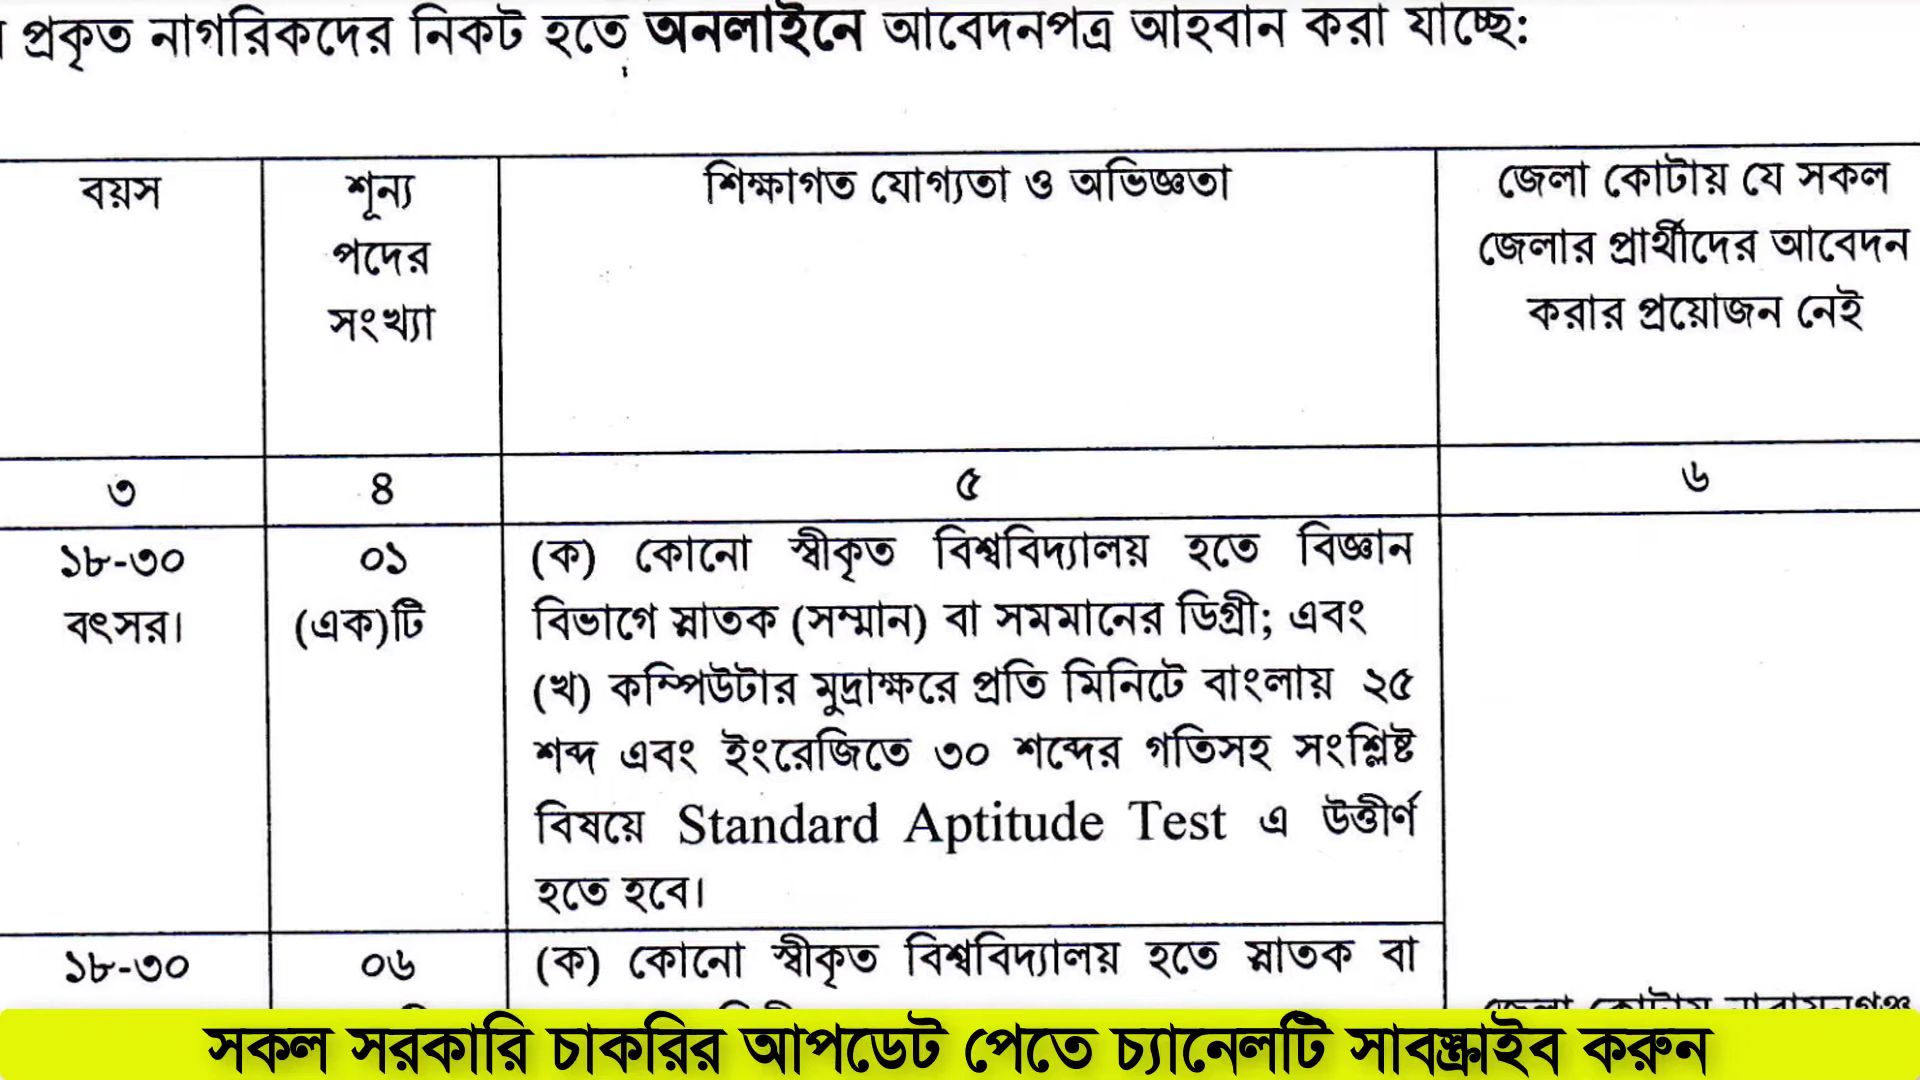 প্রকৃত নাগরিকদের নিকট হতে অনলাইনে আবেদনপত্র আহবান করা যাচ্ছে:
বয়স
শূন্য
পদের
সংখ্যা
শিক্ষাগত যোগ্যতা ও অভিজ্ঞতা
জেলা কোটায় যে সকল
জেলার প্রার্থীদের আবেদন
করার প্রয়োজন নেই
৩
৪
৫
৬
১৮-৩০
বৎসর।
০১
(এক)টি
(ক) কোনো স্বীকৃত বিশ্ববিদ্যালয় হতে বিজ্ঞান
বিভাগে স্নাতক (সম্মান) বা সমমানের ডিগ্রী; এবং
(খ) কম্পিউটার মুদ্রাক্ষরে প্রতি মিনিটে বাংলায় ২৫
শব্দ এবং ইংরেজিতে ৩০ শব্দের গতিসহ সংশ্লিষ্ট
বিষয়ে Standard Aptitude Test এ উত্তীর্ণ
হতে হবে।
১৮-৩০
০৬
(ক) কোনো স্বীকৃত বিশ্ববিদ্যালয় হতে স্নাতক বা
জেলা কোটায় নারায়নগঞ্জ
সকল সরকারি চাকরির আপডেট পেতে চ্যানেলটি সাবস্ক্রাইব করুন